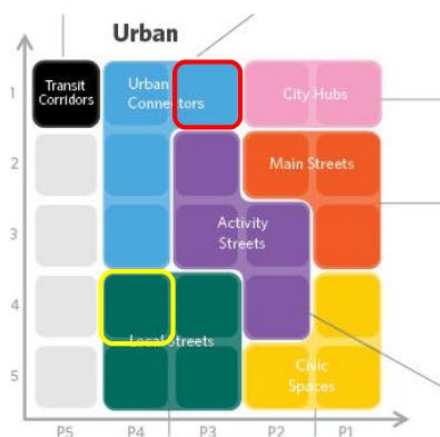 Urban
1
Transit
Corridors
Urban
Connectors
City Hubs
2
Main Streets
3
Activity
Streets
4
Local Streets
5
Civic
Spaces
P5 P4 P3 P2 P1